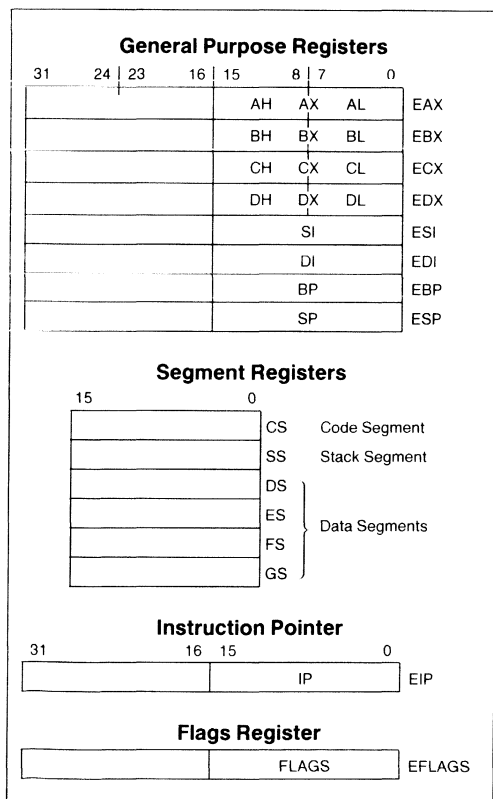 General Purpose Registers
31 24 23 16 15 8 7 0
AH AX AL EAX
BH BX BL EBX
CH CX CL ECX
DH DX DL EDX
SI ESI
DI EDI
BP EBP
SP ESP
Segment Registers
15 0
CS Code Segment
SS Stack Segment
DS
ES
Data Segments
FS
GS
Instruction Pointer
31 16 15 0
IP EIP
Flags Register
FLAGS EFLAGS